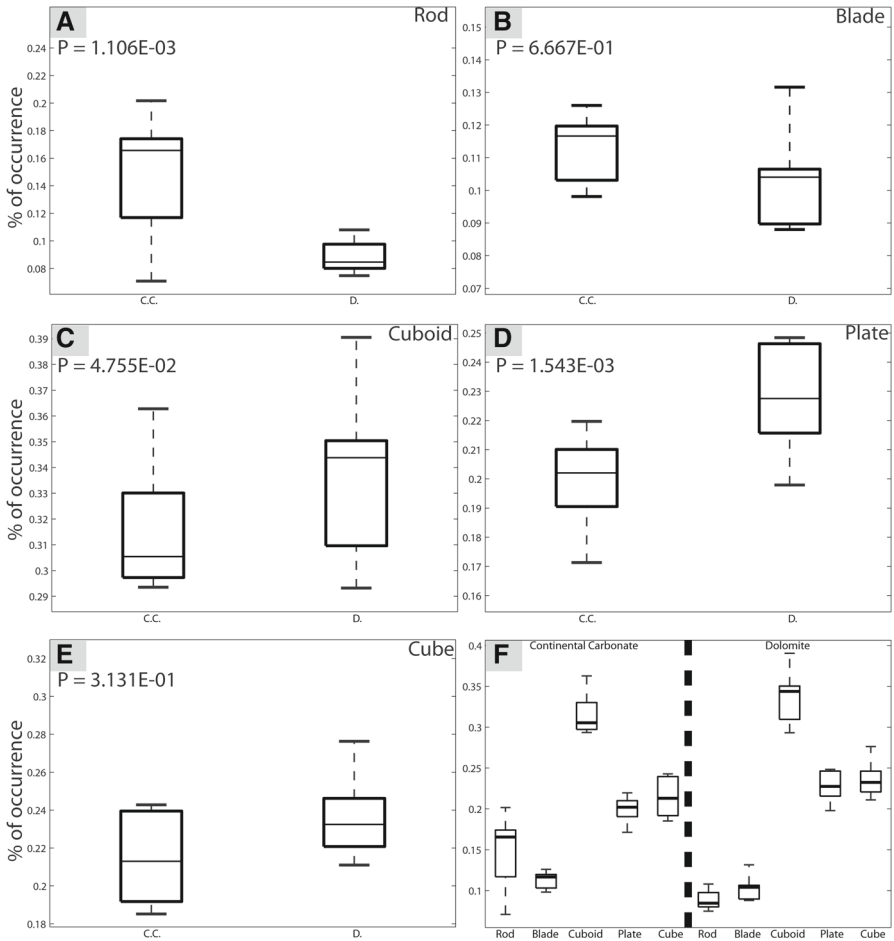 A
Rod
P = 1.106E-03
% of occurrence
0.24
0.22
0.2
0.18
0.16
0.14
0.12
0.1
0.08
C.C.
D.
B
Blade
P = 6.667E-01
0.15
0.14
0.13
0.12
0.11
0.1
0.09
0.08
0.07
C.C.
D.
C
Cuboid
P = 4.755E-02
% of occurrence
0.39
0.38
0.37
0.36
0.35
0.34
0.33
0.32
0.31
0.3
0.29
C.C.
D.
D
Plate
P = 1.543E-03
0.25
0.24
0.23
0.22
0.21
0.2
0.19
0.18
0.17
0.16
C.C.
D.
E
Cube
P = 3.131E-01
% of occurrence
0.32
0.3
0.28
0.26
0.24
0.22
0.2
0.18
C.C.
D.
F
Continental Carbonate
Dolomite
0.4
0.35
0.3
0.25
0.2
0.15
0.1
Rod Blade Cuboid Plate Cube Rod Blade Cuboid Plate Cube